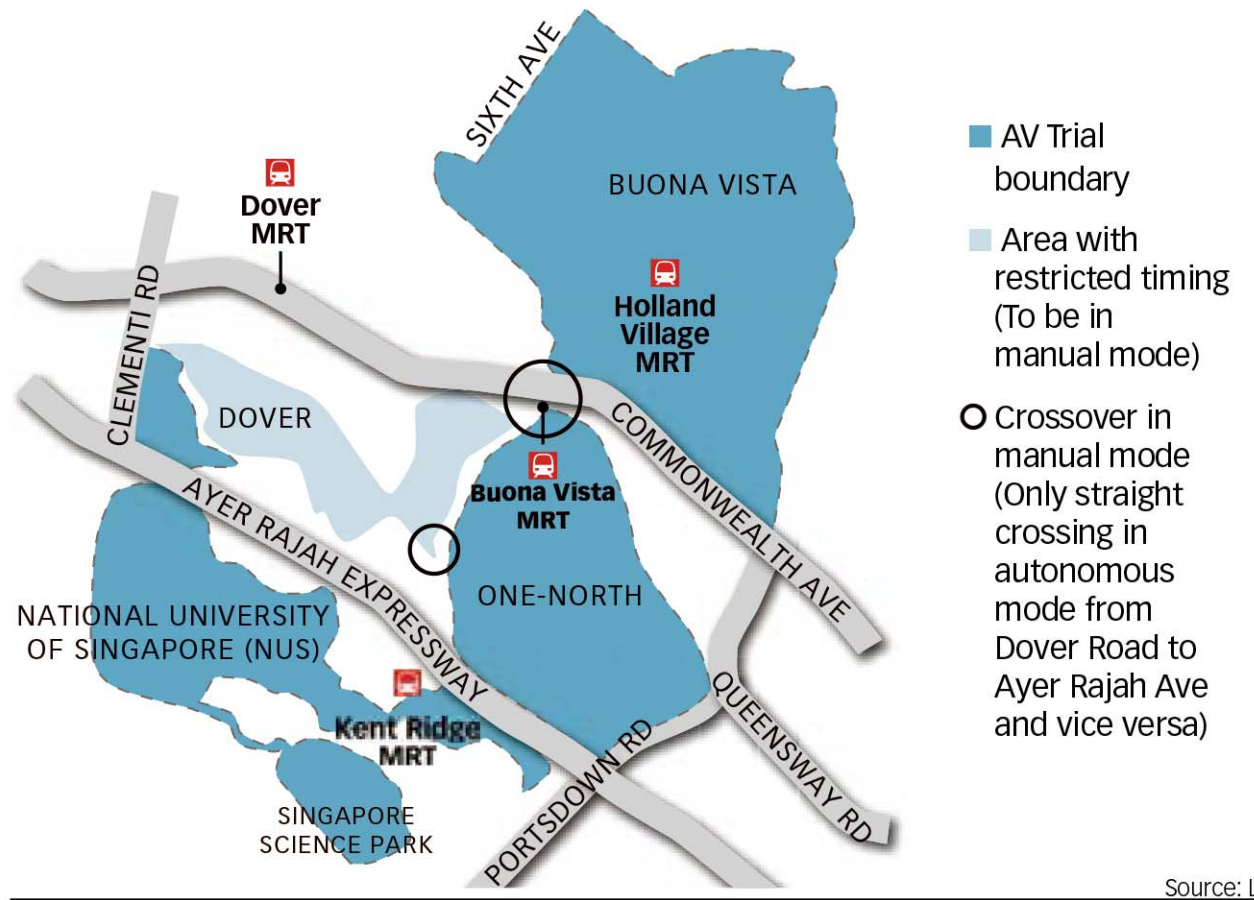 SIXTH AVE
BUONA VISTA
Dover
MRT
Holland
Village
MRT
CLEMENTI RD
DOVER
COMMONWEALTH AVE
Buona Vista
MRT
AYER RAJAH EXPRESSWAY
ONE-NORTH
NATIONAL UNIVERSITY
OF SINGAPORE (NUS)
Kent Ridge
MRT
QUEENSWAY RD
PORTSDOWN RD
SINGAPORE
SCIENCE PARK
AV Trial
boundary
Area with
restricted timing
(To be in
manual mode)
Crossover in
manual mode
(Only straight
crossing in
autonomous
mode from
Dover Road to
Ayer Rajah Ave
and vice versa)
Source: L